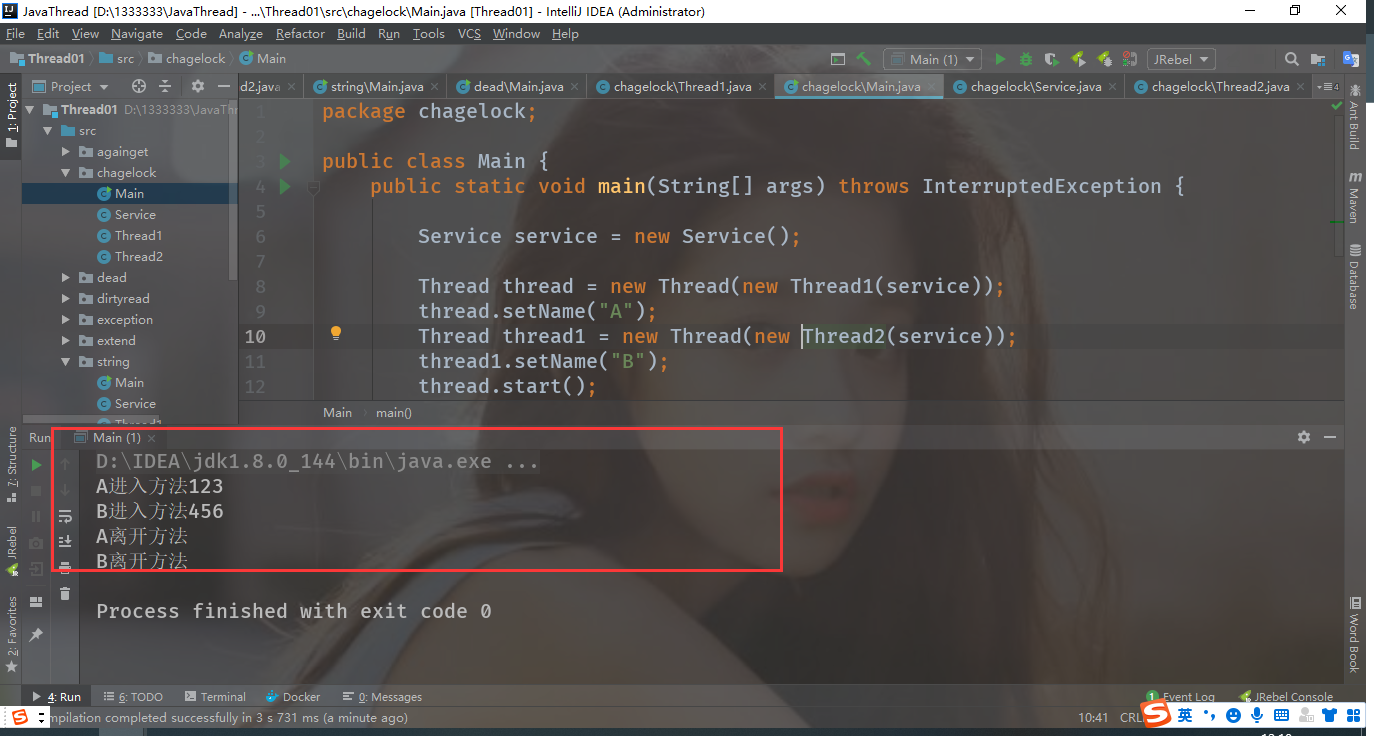 JavaThread [D:\1333333\JavaThread] - ...\Thread01\src\chagelock\Main.java [Thread01] - IntelliJ IDEA (Administrator)
File Edit View Navigate Code Analyze Refactor Build Run Tools VCS Window Help
Thread01 src chagelock Main Main (1) JRebel
Project d2.java string\Main.java dead\Main.java chagelock\Thread1.java chagelock\Main.java chagelock\Service.java chagelock\Thread2.java 4
1: Project
Thread01 D:\1333333\JavaThr
src
againget
chagelock
Main
Service
Thread1
Thread2
dead
dirtyread
exception
extend
string
Main
Service
Thread1
1 package chagelock;
2
3 public class Main {
4 public static void main(String[] args) throws InterruptedException {
5
6 Service service = new Service();
7
8 Thread thread = new Thread(new Thread1(service));
9 thread.setName("A");
10 Thread thread1 = new Thread(new Thread2(service));
11 thread1.setName("B");
12 thread.start();
Main main()
Ant Build
Maven
Database
Word Book
7: Structure
JRebel
2: Favorites
Run Main (1)
D:\IDEA\jdk1.8.0_144\bin\java.exe ...
A进入方法123
B进入方法456
A离开方法
B离开方法
Process finished with exit code 0
4: Run 6: TODO Terminal Docker 0: Messages 1 Event Log JRebel Console
mpilation completed successfully in 3 s 731 ms (a minute ago) 10:41 CRL 英